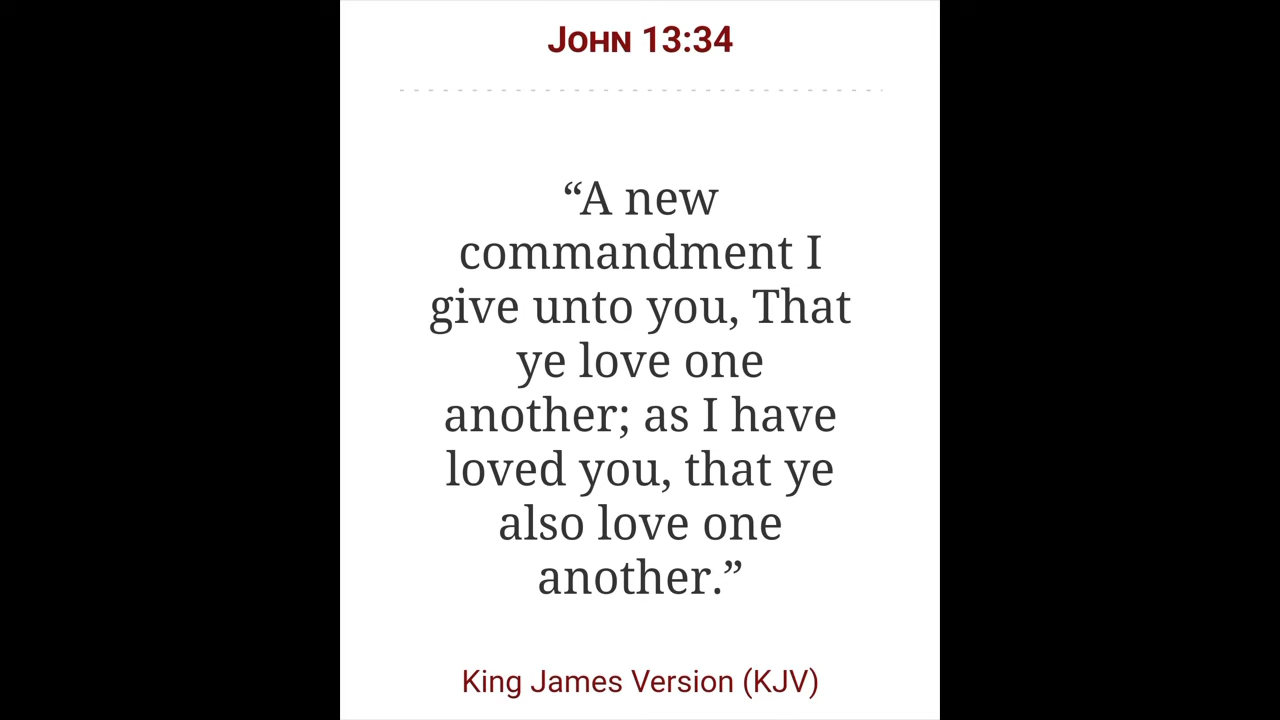 John 13:34
“A new
commandment I
give unto you, That
ye love one
another; as I have
loved you, that ye
also love one
another.”
King James Version (KJV)